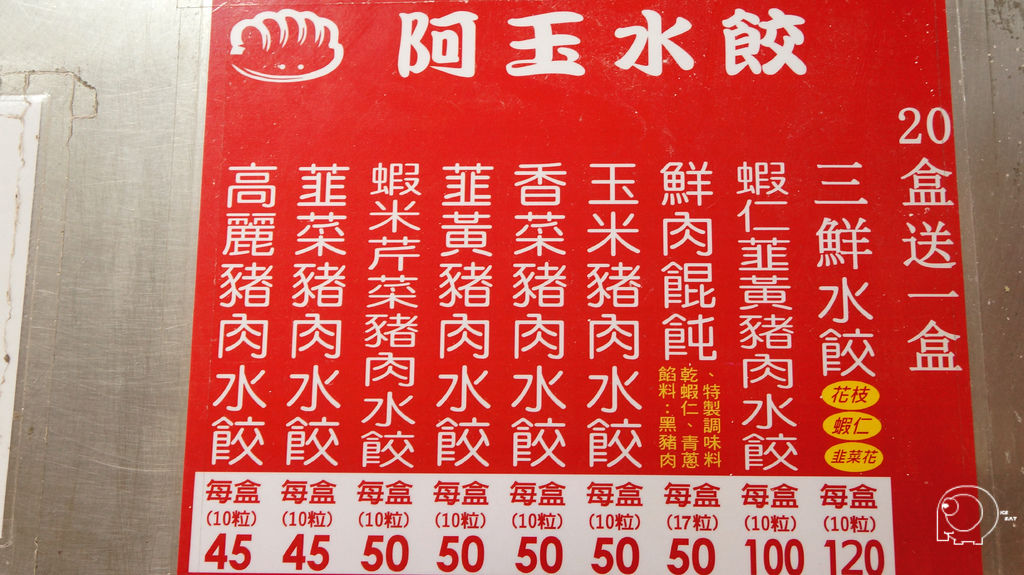 阿玉水餃
20盒送一盒
三鮮水餃
花枝
蝦仁
韭菜花
每盒
(10粒)
120
蝦仁韮黃豬肉水餃
每盒
(10粒)
100
鮮肉餛飩
、特製調味料
乾蝦仁、青蔥
餡料：黑豬肉
每盒
(17粒)
50
玉米豬肉水餃
每盒
(10粒)
50
香菜豬肉水餃
每盒
(10粒)
50
韮黃豬肉水餃
每盒
(10粒)
50
蝦米芹菜豬肉水餃
每盒
(10粒)
50
韮菜豬肉水餃
每盒
(10粒)
45
高麗豬肉水餃
每盒
(10粒)
45